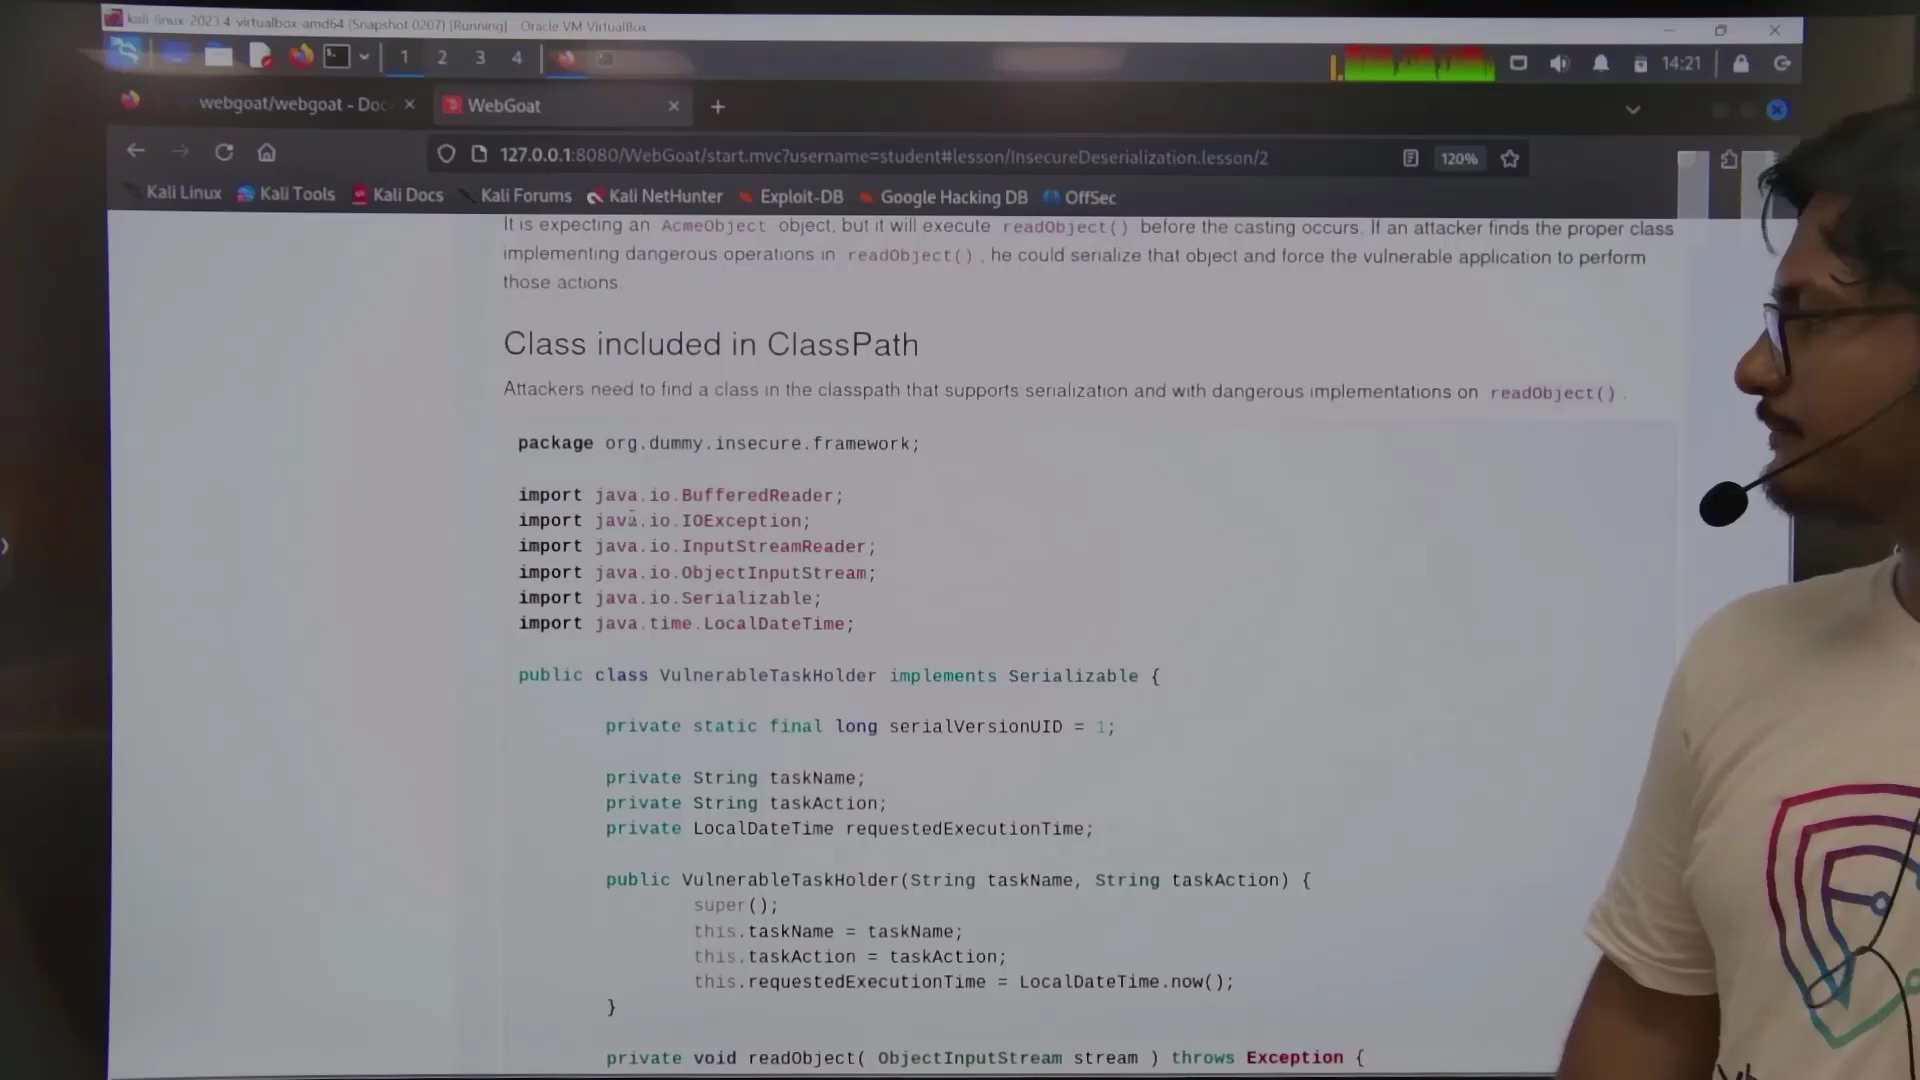 kali-linux-2023.4-virtualbox-amd64 (Snapshot 0207) [Running] - Oracle VM VirtualBox
1 2 3 4 14:21
webgoat/webgoat - Doc WebGoat
127.0.0.1:8080/WebGoat/start.mvc?username=student#lesson/InsecureDeserialization.lesson/2 120%
Kali Linux Kali Tools Kali Docs Kali Forums Kali NetHunter Exploit-DB Google Hacking DB OffSec
It is expecting an AcmeObject object, but it will execute readObject() before the casting occurs. If an attacker finds the proper class
implementing dangerous operations in readObject() , he could serialize that object and force the vulnerable application to perform
those actions.
Class included in ClassPath
Attackers need to find a class in the classpath that supports serialization and with dangerous implementations on readObject() .
package org.dummy.insecure.framework;
import java.io.BufferedReader;
import java.io.IOException;
import java.io.InputStreamReader;
import java.io.ObjectInputStream;
import java.io.Serializable;
import java.time.LocalDateTime;
public class VulnerableTaskHolder implements Serializable {
private static final long serialVersionUID = 1;
private String taskName;
private String taskAction;
private LocalDateTime requestedExecutionTime;
public VulnerableTaskHolder(String taskName, String taskAction) {
super();
this.taskName = taskName;
this.taskAction = taskAction;
this.requestedExecutionTime = LocalDateTime.now();
}
private void readObject( ObjectInputStream stream ) throws Exception {